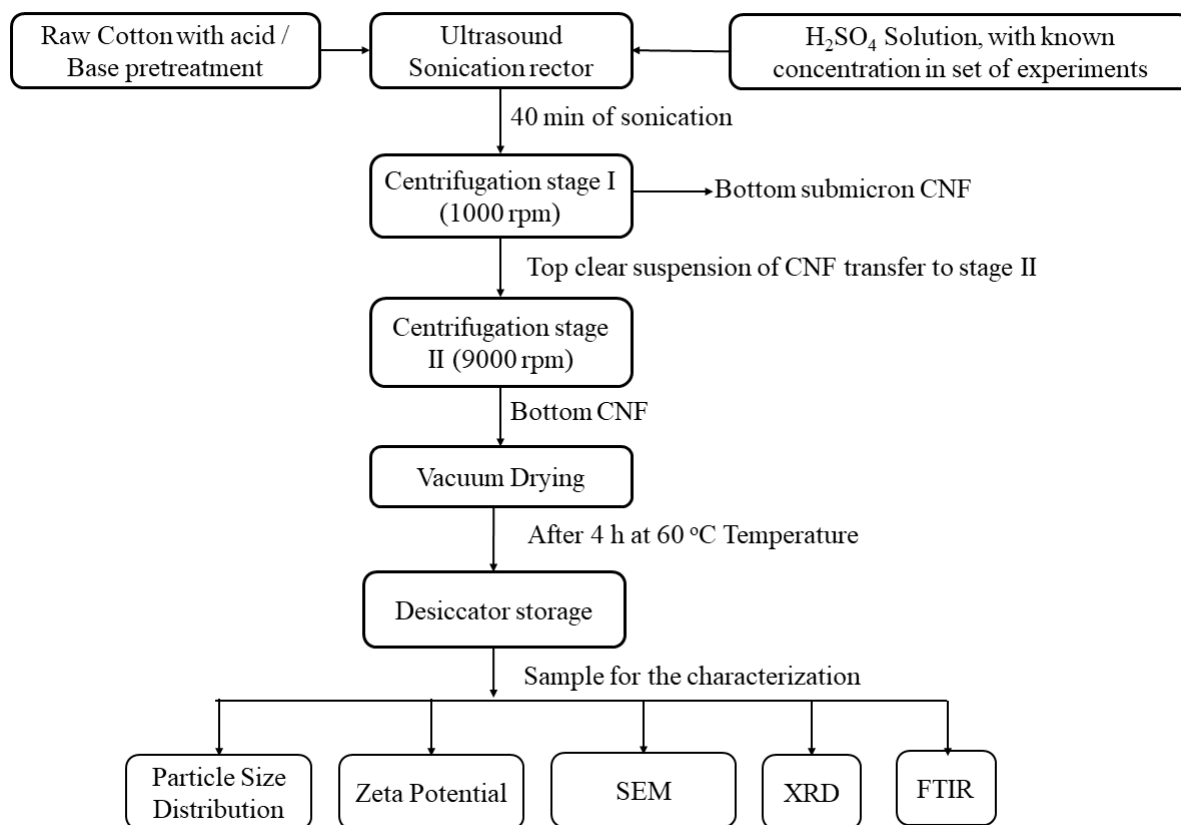 Raw Cotton with acid /
Base pretreatment
Ultrasound
Sonication rector
H₂SO₄ Solution, with known
concentration in set of experiments
40 min of sonication
Centrifugation stage I
(1000 rpm)
Bottom submicron CNF
Top clear suspension of CNF transfer to stage II
Centrifugation stage
II (9000 rpm)
Bottom CNF
Vacuum Drying
After 4 h at 60 °C Temperature
Desiccator storage
Sample for the characterization
Particle Size
Distribution
Zeta Potential
SEM
XRD
FTIR